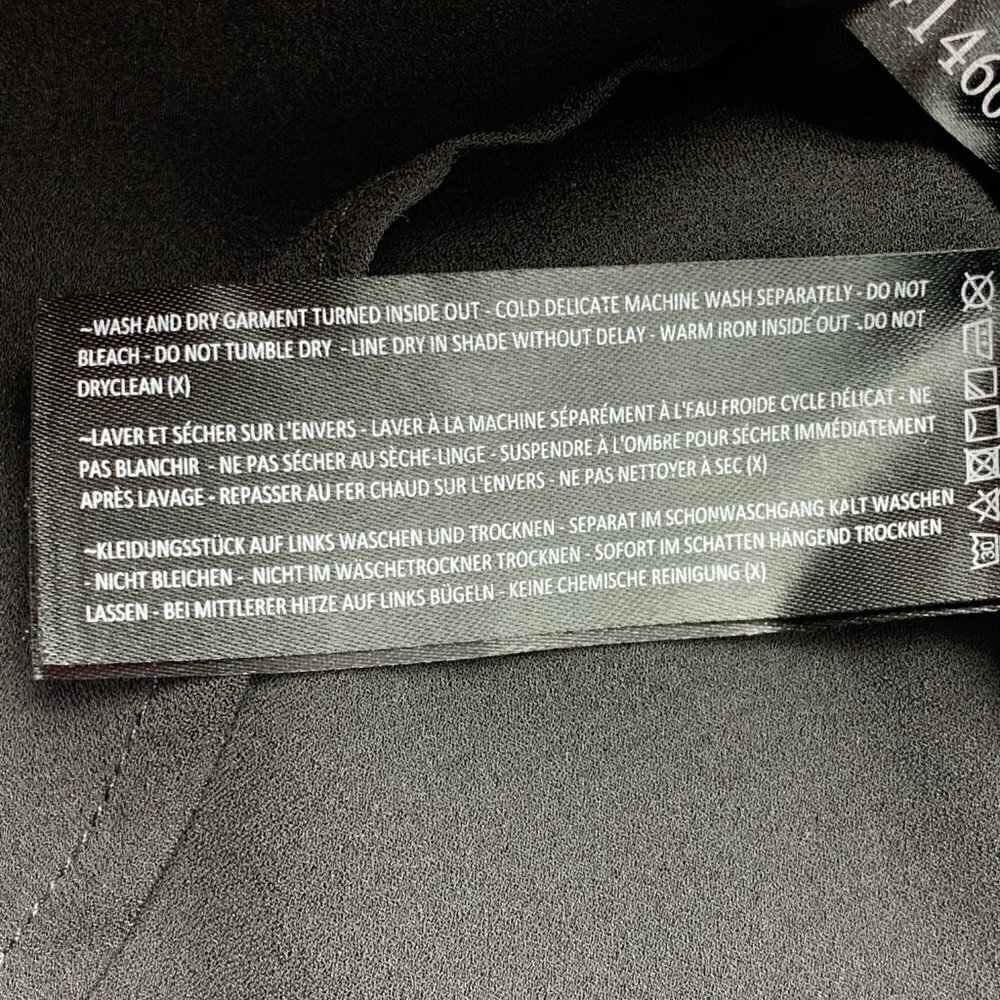 41460
~WASH AND DRY GARMENT TURNED INSIDE OUT - COLD DELICATE MACHINE WASH SEPARATELY - DO NOT
BLEACH - DO NOT TUMBLE DRY - LINE DRY IN SHADE WITHOUT DELAY - WARM IRON INSIDE OUT - DO NOT
DRYCLEAN (X)
~LAVER ET SÉCHER SUR L'ENVERS - LAVER À LA MACHINE SÉPARÉMENT À L'EAU FROIDE CYCLE DÉLICAT - NE
PAS BLANCHIR - NE PAS SÉCHER AU SÈCHE-LINGE - SUSPENDRE À L'OMBRE POUR SÉCHER IMMÉDIATEMENT
APRÈS LAVAGE - REPASSER AU FER CHAUD SUR L'ENVERS - NE PAS NETTOYER À SEC (X)
~KLEIDUNGSSTÜCK AUF LINKS WASCHEN UND TROCKNEN - SEPARAT IM SCHONWASCHGANG KALT WASCHEN
- NICHT BLEICHEN - NICHT IM WÄSCHETROCKNER TROCKNEN - SOFORT IM SCHATTEN HÄNGEND TROCKNEN
LASSEN - BEI MITTLERER HITZE AUF LINKS BÜGELN - KEINE CHEMISCHE REINIGUNG (X)
30